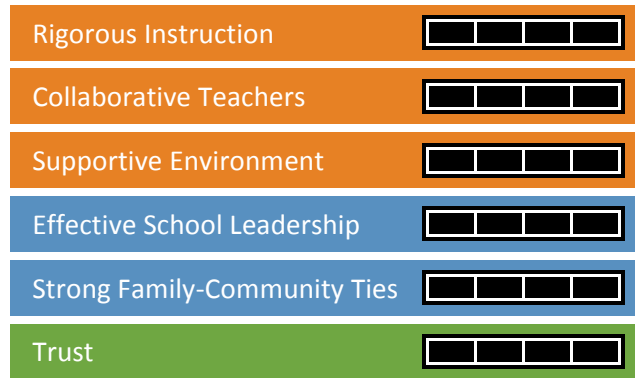 Rigorous Instruction
Collaborative Teachers
Supportive Environment
Effective School Leadership
Strong Family-Community Ties
Trust